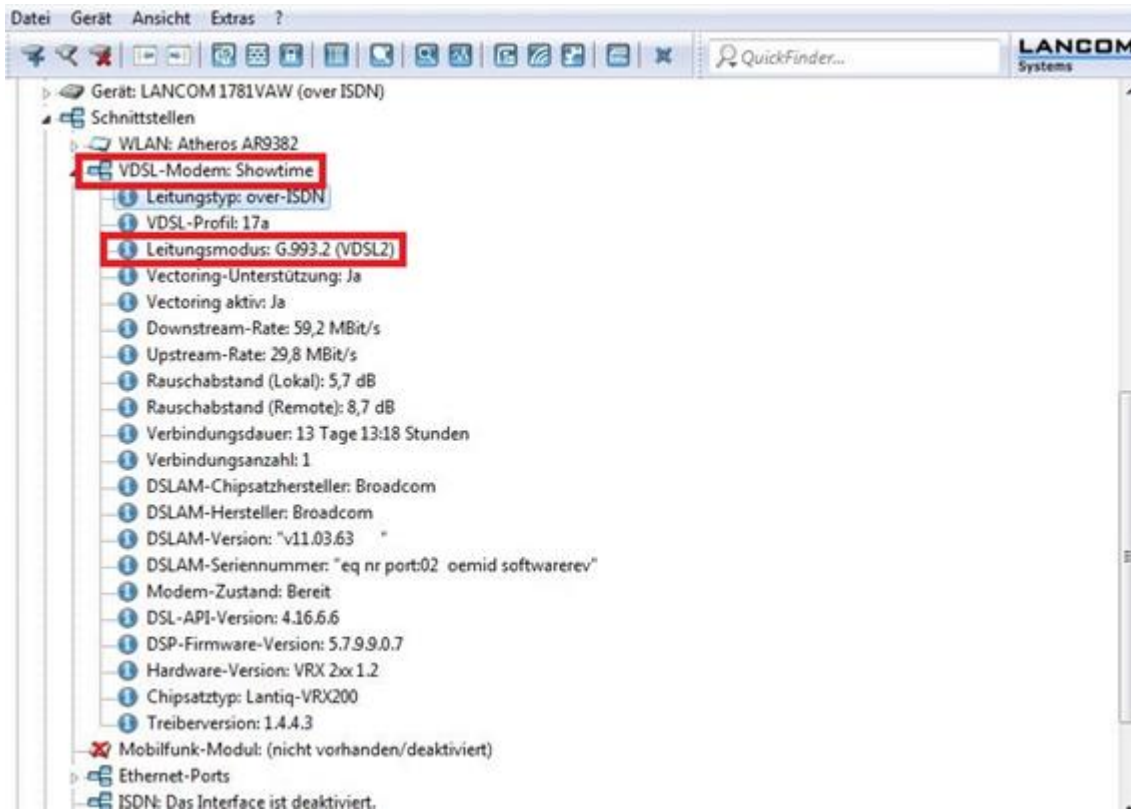 Datei Gerät Ansicht Extras ?
QuickFinder...
LANCOM
Systems
Gerät: LANCOM 1781VAW (over ISDN)
Schnittstellen
WLAN: Atheros AR9382
VDSL-Modem: Showtime
Leitungstyp: over-ISDN
VDSL-Profil: 17a
Leitungsmodus: G.993.2 (VDSL2)
Vectoring-Unterstützung: Ja
Vectoring aktiv: Ja
Downstream-Rate: 59,2 MBit/s
Upstream-Rate: 29,8 MBit/s
Rauschabstand (Lokal): 5,7 dB
Rauschabstand (Remote): 8,7 dB
Verbindungsdauer: 13 Tage 13:18 Stunden
Verbindungsanzahl: 1
DSLAM-Chipsatzhersteller: Broadcom
DSLAM-Hersteller: Broadcom
DSLAM-Version: "v11.03.63 "
DSLAM-Seriennummer: "eq nr port:02 oemid softwarerev"
Modem-Zustand: Bereit
DSL-API-Version: 4.16.6.6
DSP-Firmware-Version: 5.7.9.9.0.7
Hardware-Version: VRX 2xx 1.2
Chipsatztyp: Lantiq-VRX200
Treiberversion: 1.4.4.3
Mobilfunk-Modul: (nicht vorhanden/deaktiviert)
Ethernet-Ports
ISDN: Das Interface ist deaktiviert.